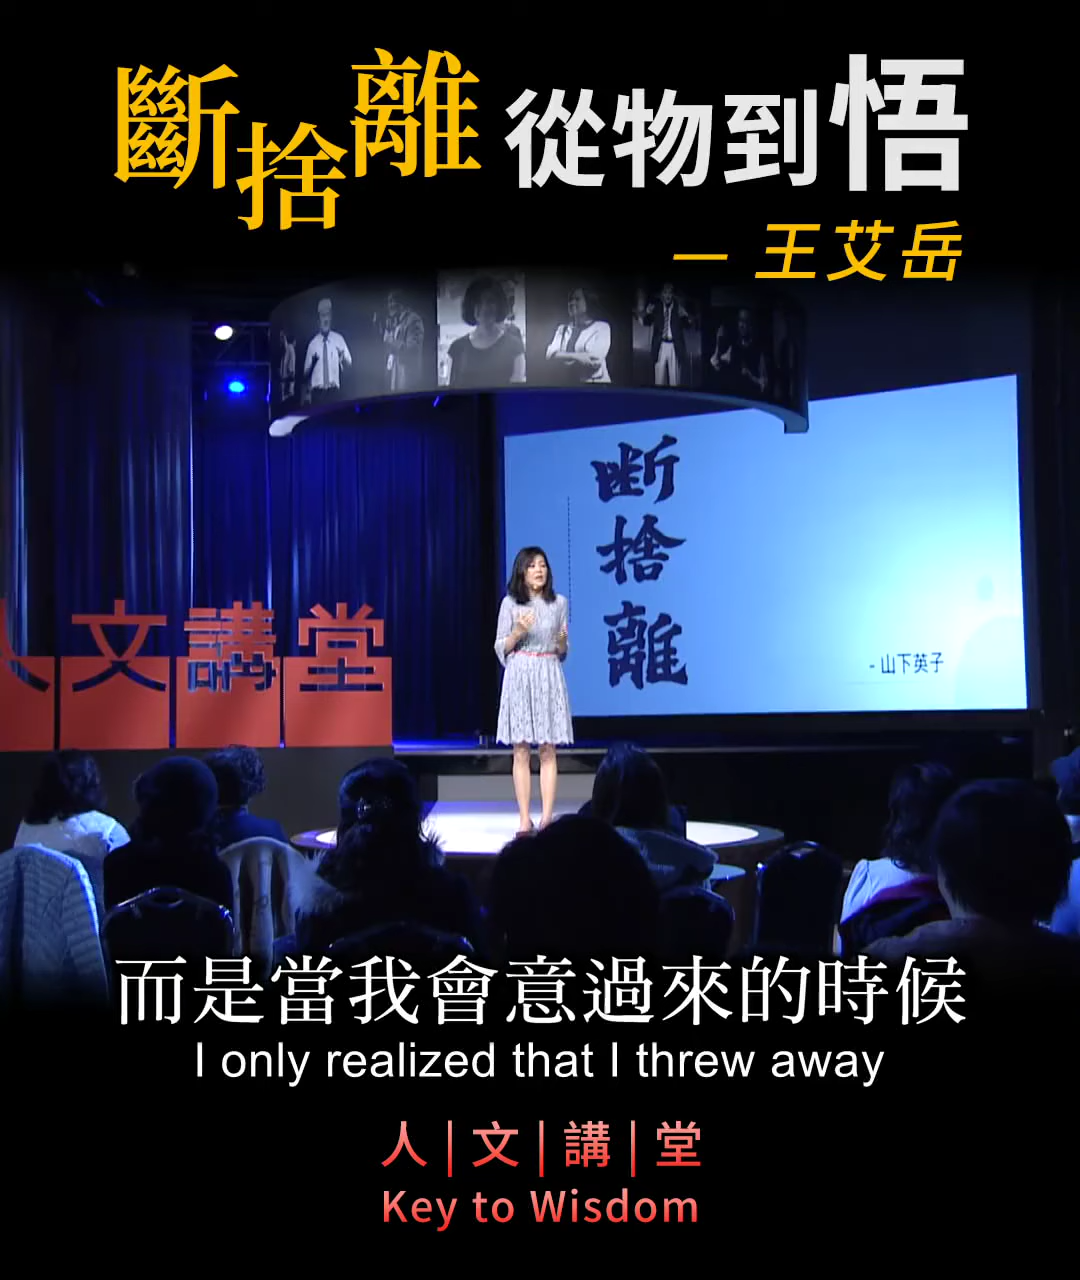 斷捨離 從物到悟
— 王艾岳
断
捨
離
- 山下英子
人文講堂
而是當我會意過來的時候
I only realized that I threw away
人|文|講|堂
Key to Wisdom